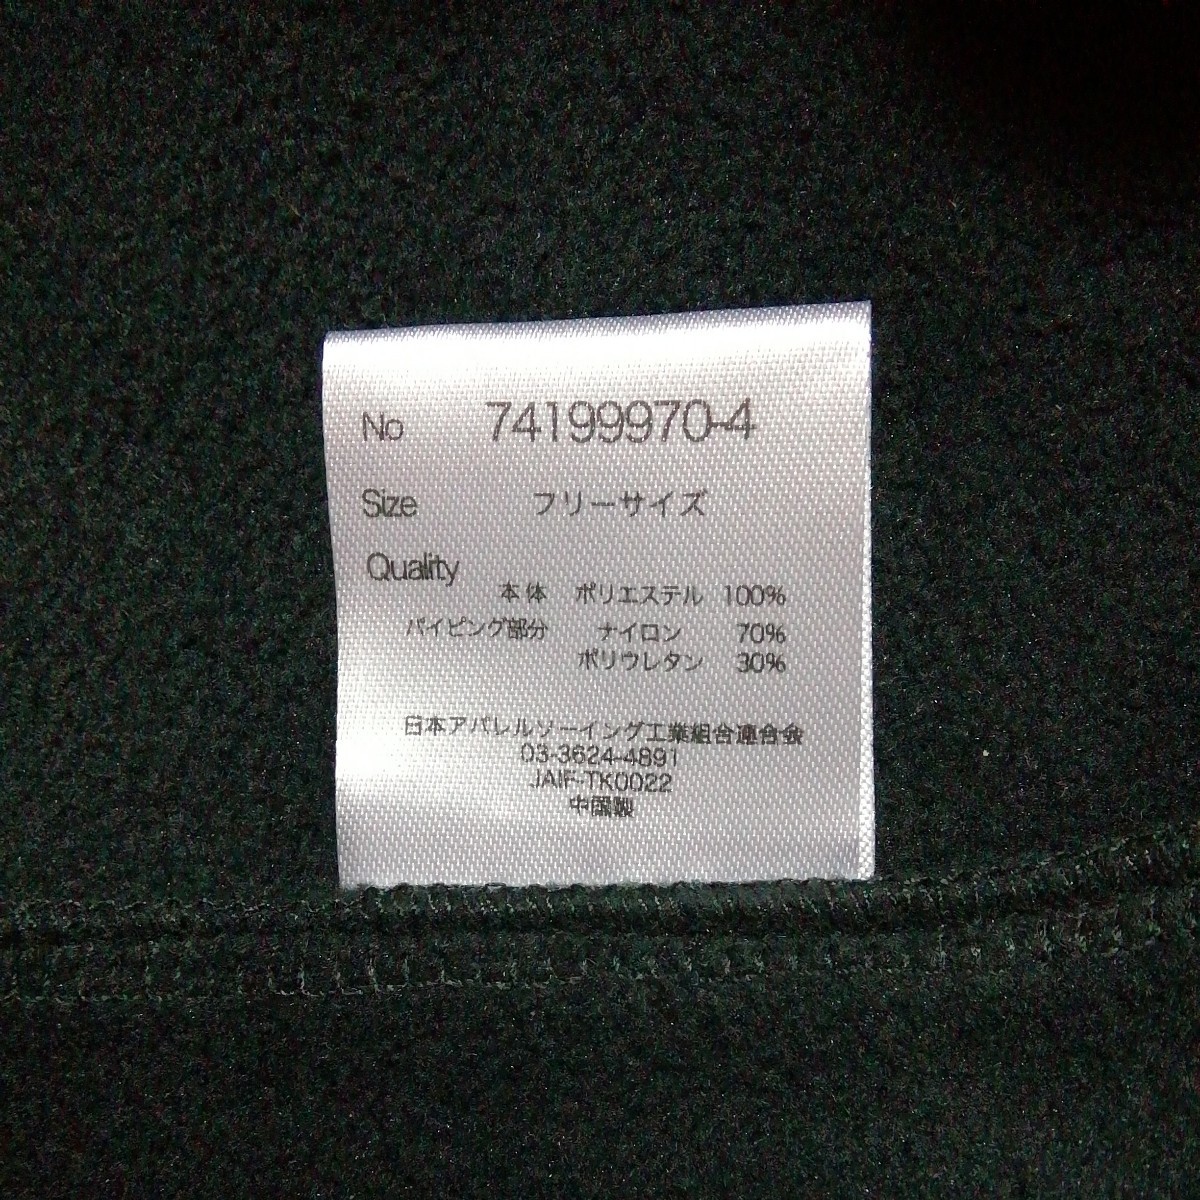 No 74199970-4
Size フリーサイズ
Quality
本体 ポリエステル 100%
パイピング部分 ナイロン 70%
ポリウレタン 30%
日本アパレルソーイング工業組合連合会
03-3624-4891
JAIF-TK0022
中国製